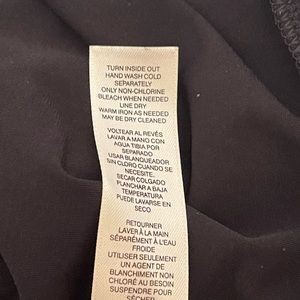 TURN INSIDE OUT
HAND WASH COLD
SEPARATELY
ONLY NON-CHLORINE
BLEACH WHEN NEEDED
LINE DRY
WARM IRON AS NEEDED
MAY BE DRY CLEANED
VOLTEAR AL REVÉS
LAVAR A MANO CON
AGUA TIBIA POR
SEPARADO
USAR BLANQUEADOR
SIN CLORO CUANDO SE
NECESITE.
SECAR COLGADO
PLANCHAR A BAJA
TEMPERATURA
PUEDE LAVARSE EN
SECO
RETOURNER
LAVER À LA MAIN
SÉPARÉMENT À L'EAU
FROIDE
UTILISER SEULEMENT
UN AGENT DE
BLANCHIMENT NON
CHLORÉ AU BESOIN
SUSPENDRE POUR
SÉCHER